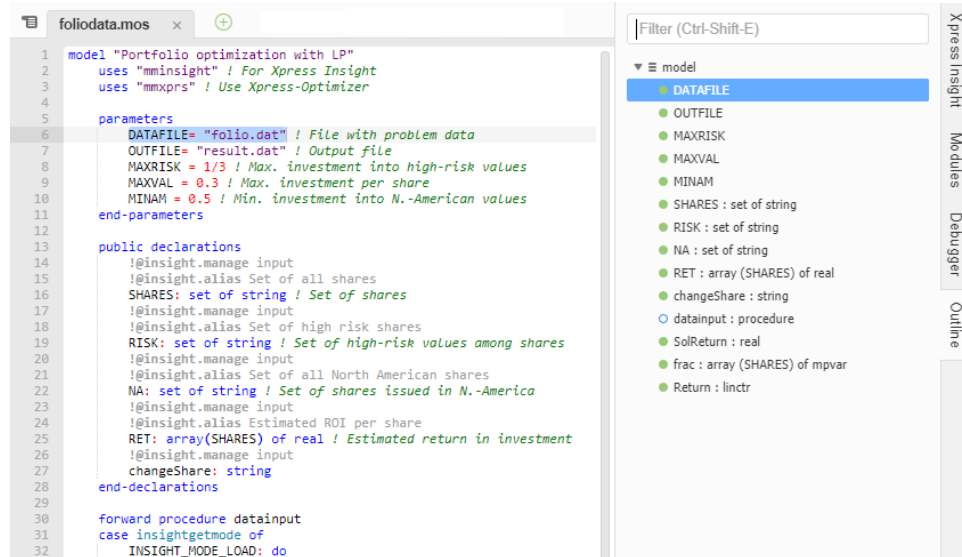 foliodata.mos ×
1 model "Portfolio optimization with LP"
2 uses "mminsight" ! For Xpress Insight
3 uses "mmxprs" ! Use Xpress-Optimizer
4
5 parameters
6 DATAFILE= "folio.dat" ! File with problem data
7 OUTFILE= "result.dat" ! Output file
8 MAXRISK = 1/3 ! Max. investment into high-risk values
9 MAXVAL = 0.3 ! Max. investment per share
10 MINAM = 0.5 ! Min. investment into N.-American values
11 end-parameters
12
13 public declarations
14 !@insight.manage input
15 !@insight.alias Set of all shares
16 SHARES: set of string ! Set of shares
17 !@insight.manage input
18 !@insight.alias Set of high risk shares
19 RISK: set of string ! Set of high-risk values among shares
20 !@insight.manage input
21 !@insight.alias Set of all North American shares
22 NA: set of string ! Set of shares issued in N.-America
23 !@insight.manage input
24 !@insight.alias Estimated ROI per share
25 RET: array(SHARES) of real ! Estimated return in investment
26 !@insight.manage input
27 changeShare: string
28 end-declarations
29
30 forward procedure datainput
31 case insightgetmode of
32 INSIGHT_MODE_LOAD: do
Filter (Ctrl-Shift-E)
model
DATAFILE
OUTFILE
MAXRISK
MAXVAL
MINAM
SHARES : set of string
RISK : set of string
NA : set of string
RET : array (SHARES) of real
changeShare : string
datainput : procedure
SolReturn : real
frac : array (SHARES) of mpvar
Return : linctr
Xpress Insight
Modules
Debugger
Outline